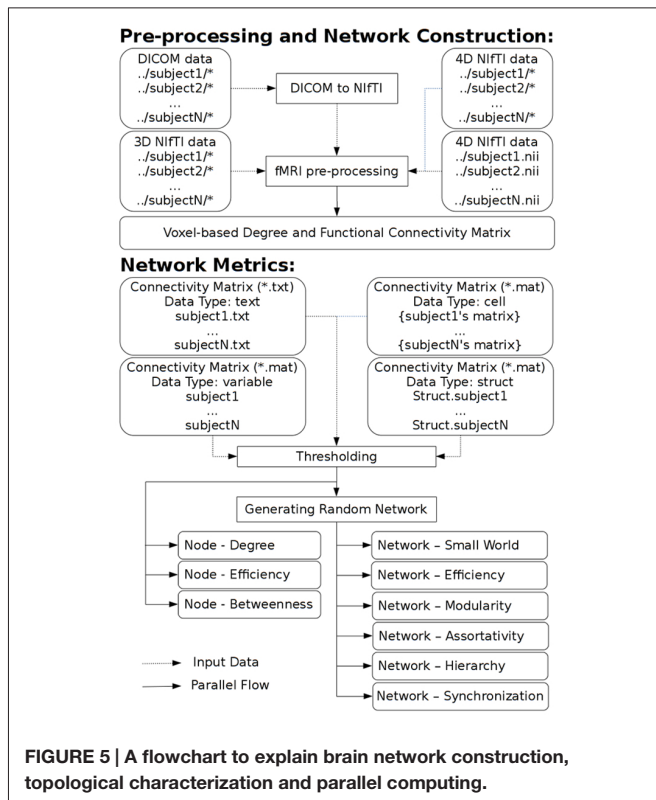 Pre-processing and Network Construction:
DICOM data
../subject1/*
../subject2/*
...
../subjectN/*
DICOM to NIfTI
4D NIfTI data
../subject1/*
../subject2/*
...
../subjectN/*
3D NIfTI data
../subject1/*
../subject2/*
...
../subjectN/*
fMRI pre-processing
4D NIfTI data
../subject1.nii
../subject2.nii
...
../subjectN.nii
Voxel-based Degree and Functional Connectivity Matrix
Network Metrics:
Connectivity Matrix (*.txt)
Data Type: text
subject1.txt
...
subjectN.txt
Connectivity Matrix (*.mat)
Data Type: cell
{subject1's matrix}
...
{subjectN's matrix}
Connectivity Matrix (*.mat)
Data Type: variable
subject1
...
subjectN
Connectivity Matrix (*.mat)
Data Type: struct
Struct.subject1
...
Struct.subjectN
Thresholding
Generating Random Network
Node - Degree
Node - Efficiency
Node - Betweenness
Network – Small World
Network – Efficiency
Network – Modularity
Network – Assortativity
Network – Hierarchy
Network – Synchronization
Input Data
Parallel Flow
FIGURE 5 | A flowchart to explain brain network construction,
topological characterization and parallel computing.